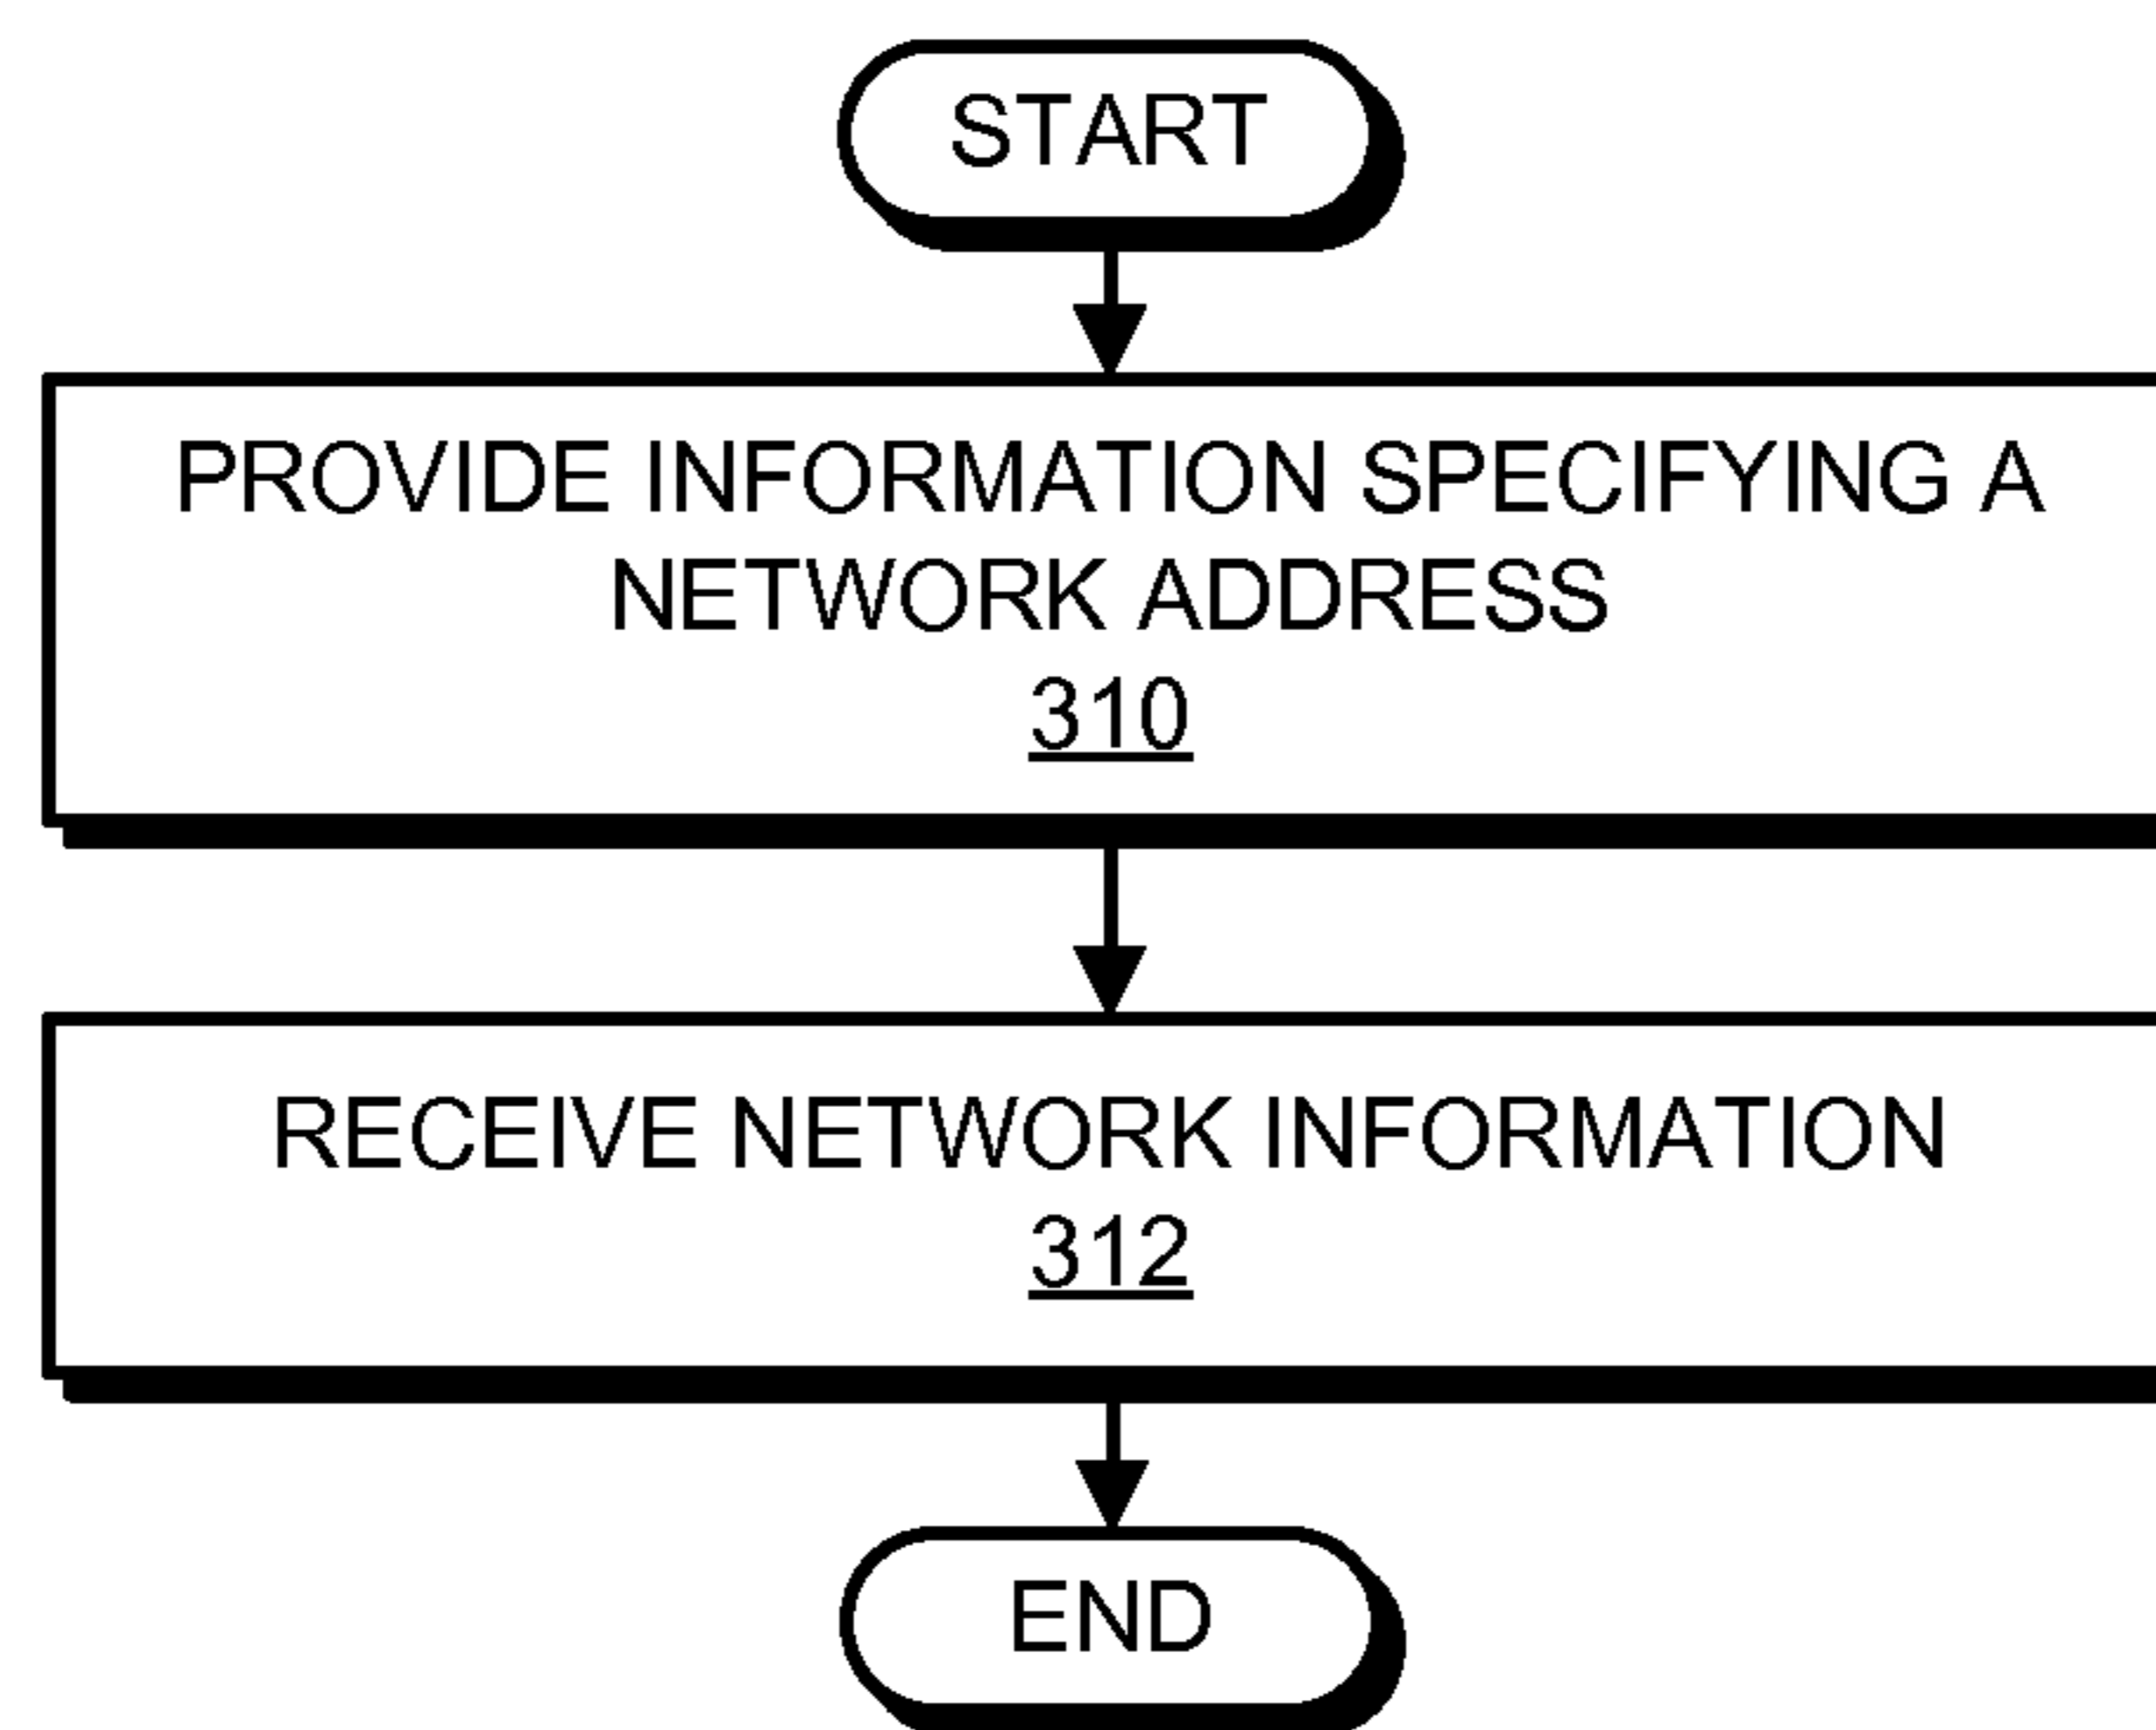 START
PROVIDE INFORMATION SPECIFYING A
NETWORK ADDRESS
310
RECEIVE NETWORK INFORMATION
312
END